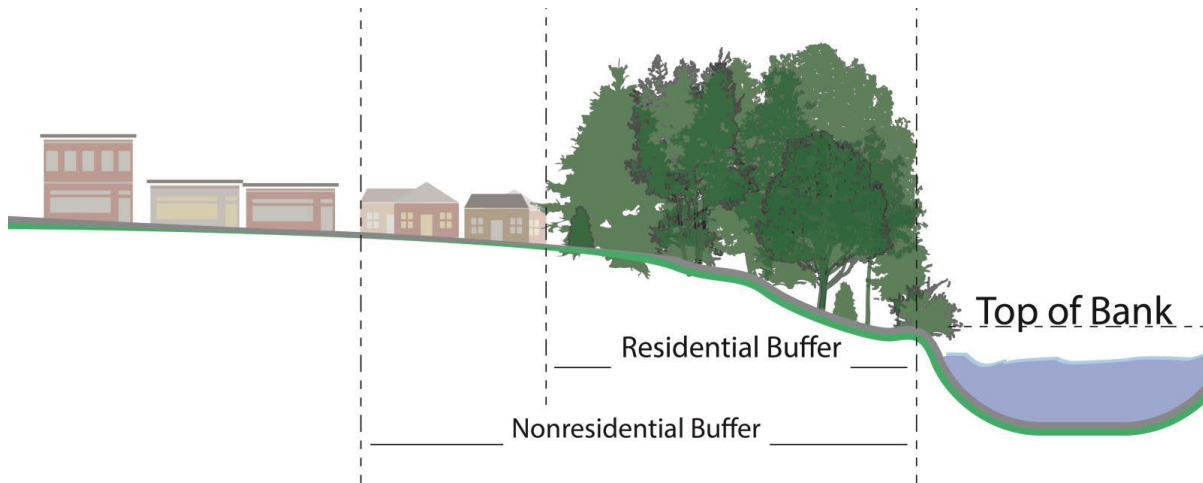 Top of Bank
Residential Buffer
Nonresidential Buffer